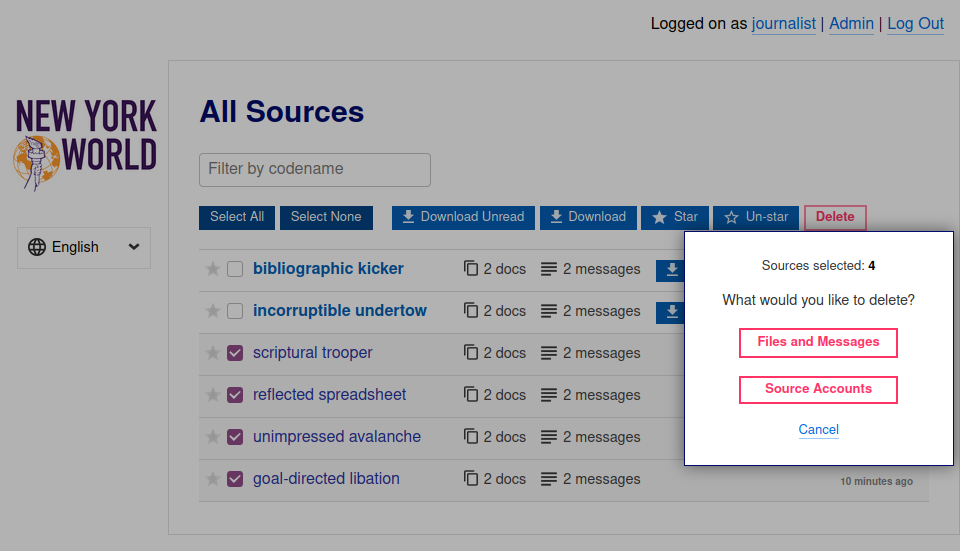 Logged on as journalist | Admin | Log Out
NEW YORK
WORLD
All Sources
Filter by codename
Select All Select None Download Unread Download Star Un-star Delete
English
bibliographic kicker 2 docs 2 messages
incorruptible undertow 2 docs 2 messages
scriptural trooper 2 docs 2 messages
reflected spreadsheet 2 docs 2 messages
unimpressed avalanche 2 docs 2 messages
goal-directed libation 2 docs 2 messages 10 minutes ago
Sources selected: 4
What would you like to delete?
Files and Messages
Source Accounts
Cancel